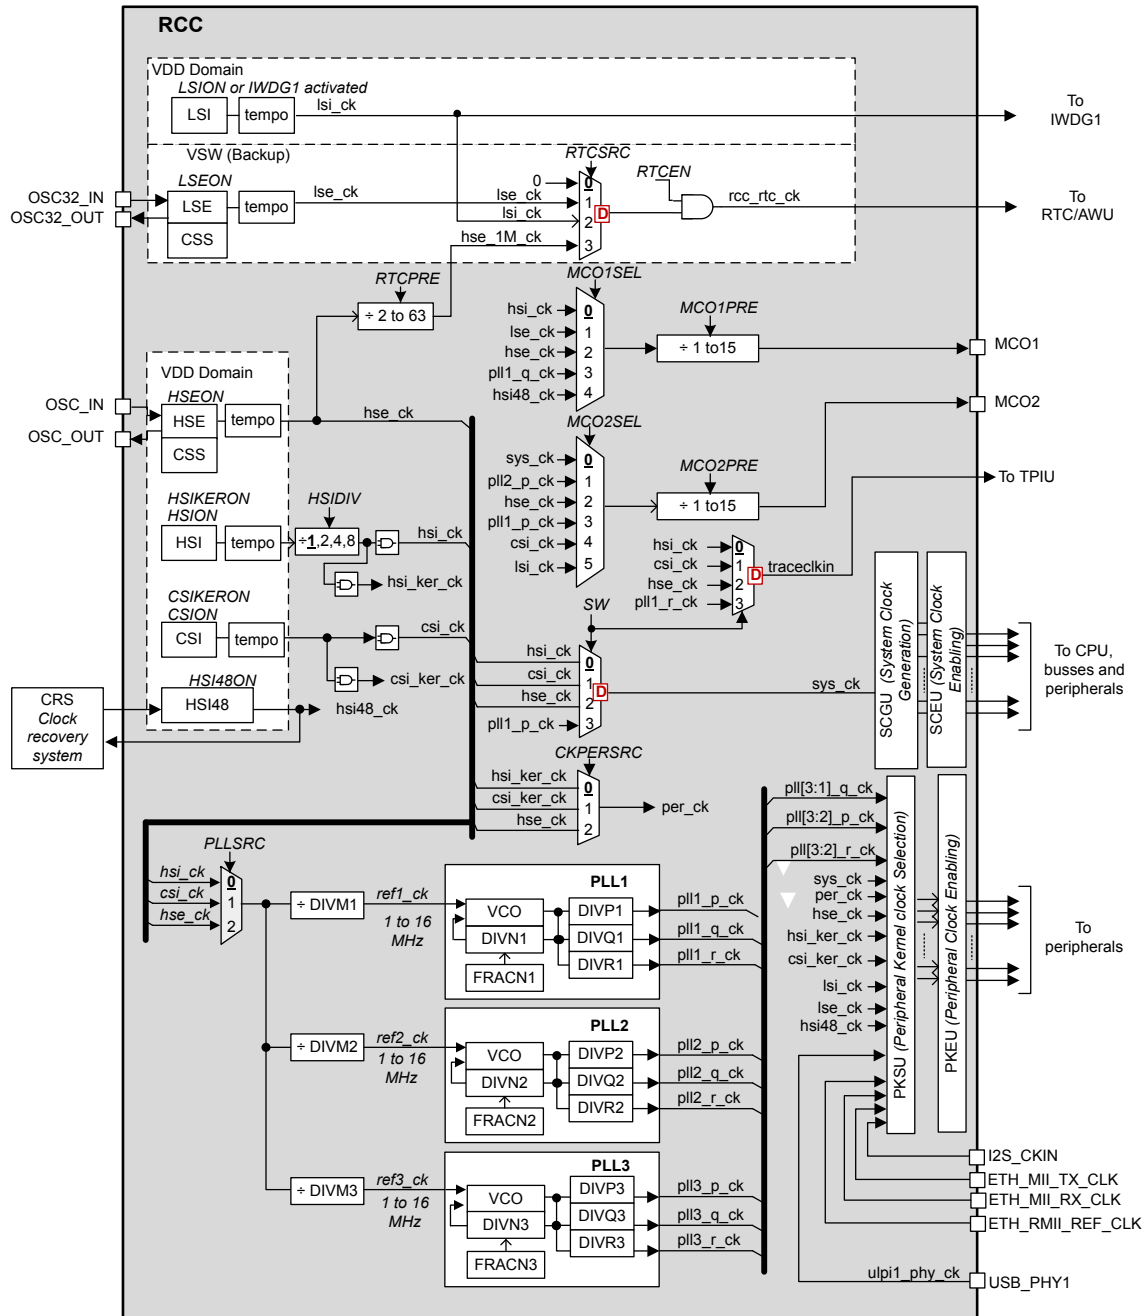 RCC
VDD Domain
LSION or IWDG1 activated
LSI
tempo
lsi_ck
To
IWDG1
VSW (Backup)
LSEON
OSC32_IN
OSC32_OUT
LSE
CSS
tempo
lse_ck
RTCSRC
0
lse_ck
lsi_ck
hse_1M_ck
0
1
2
3
D
RTCEN
rcc_rtc_ck
To
RTC/AWU
RTCPRE
÷ 2 to 63
MCO1SEL
hsi_ck
lse_ck
hse_ck
pll1_q_ck
hsi48_ck
0
1
2
3
4
MCO1PRE
÷ 1 to15
MCO1
VDD Domain
HSEON
OSC_IN
OSC_OUT
HSE
CSS
tempo
hse_ck
MCO2SEL
sys_ck
pll2_p_ck
hse_ck
pll1_p_ck
csi_ck
lsi_ck
0
1
2
3
4
5
MCO2PRE
÷ 1 to15
MCO2
To TPIU
HSIKERON
HSION
HSI
tempo
HSIDIV
÷1,2,4,8
hsi_ck
hsi_ker_ck
hsi_ck
csi_ck
hse_ck
pll1_r_ck
0
1
2
3
D
traceclkin
CSIKERON
CSION
CSI
tempo
csi_ck
csi_ker_ck
SW
hsi_ck
csi_ck
hse_ck
pll1_p_ck
0
1
2
3
D
sys_ck
SCGU (System Clock
Generation)
SCEU (System Clock
Enabling)
To CPU,
busses and
peripherals
CRS
Clock
recovery
system
HSI48ON
HSI48
hsi48_ck
CKPERSRC
hsi_ker_ck
csi_ker_ck
hse_ck
0
1
2
per_ck
PLLSRC
hsi_ck
csi_ck
hse_ck
0
1
2
÷ DIVM1
ref1_ck
1 to 16
MHz
PLL1
VCO
DIVN1
FRACN1
DIVP1
DIVQ1
DIVR1
pll1_p_ck
pll1_q_ck
pll1_r_ck
÷ DIVM2
ref2_ck
1 to 16
MHz
PLL2
VCO
DIVN2
FRACN2
DIVP2
DIVQ2
DIVR2
pll2_p_ck
pll2_q_ck
pll2_r_ck
÷ DIVM3
ref3_ck
1 to 16
MHz
PLL3
VCO
DIVN3
FRACN3
DIVP3
DIVQ3
DIVR3
pll3_p_ck
pll3_q_ck
pll3_r_ck
pll[3:1]_q_ck
pll[3:2]_p_ck
pll[3:2]_r_ck
sys_ck
per_ck
hse_ck
hsi_ker_ck
csi_ker_ck
lsi_ck
lse_ck
hsi48_ck
PKSU (Peripheral Kernel clock Selection)
PKEU (Peripheral Clock Enabling)
To
peripherals
I2S_CKIN
ETH_MII_TX_CLK
ETH_MII_RX_CLK
ETH_RMII_REF_CLK
ulpi1_phy_ck
USB_PHY1